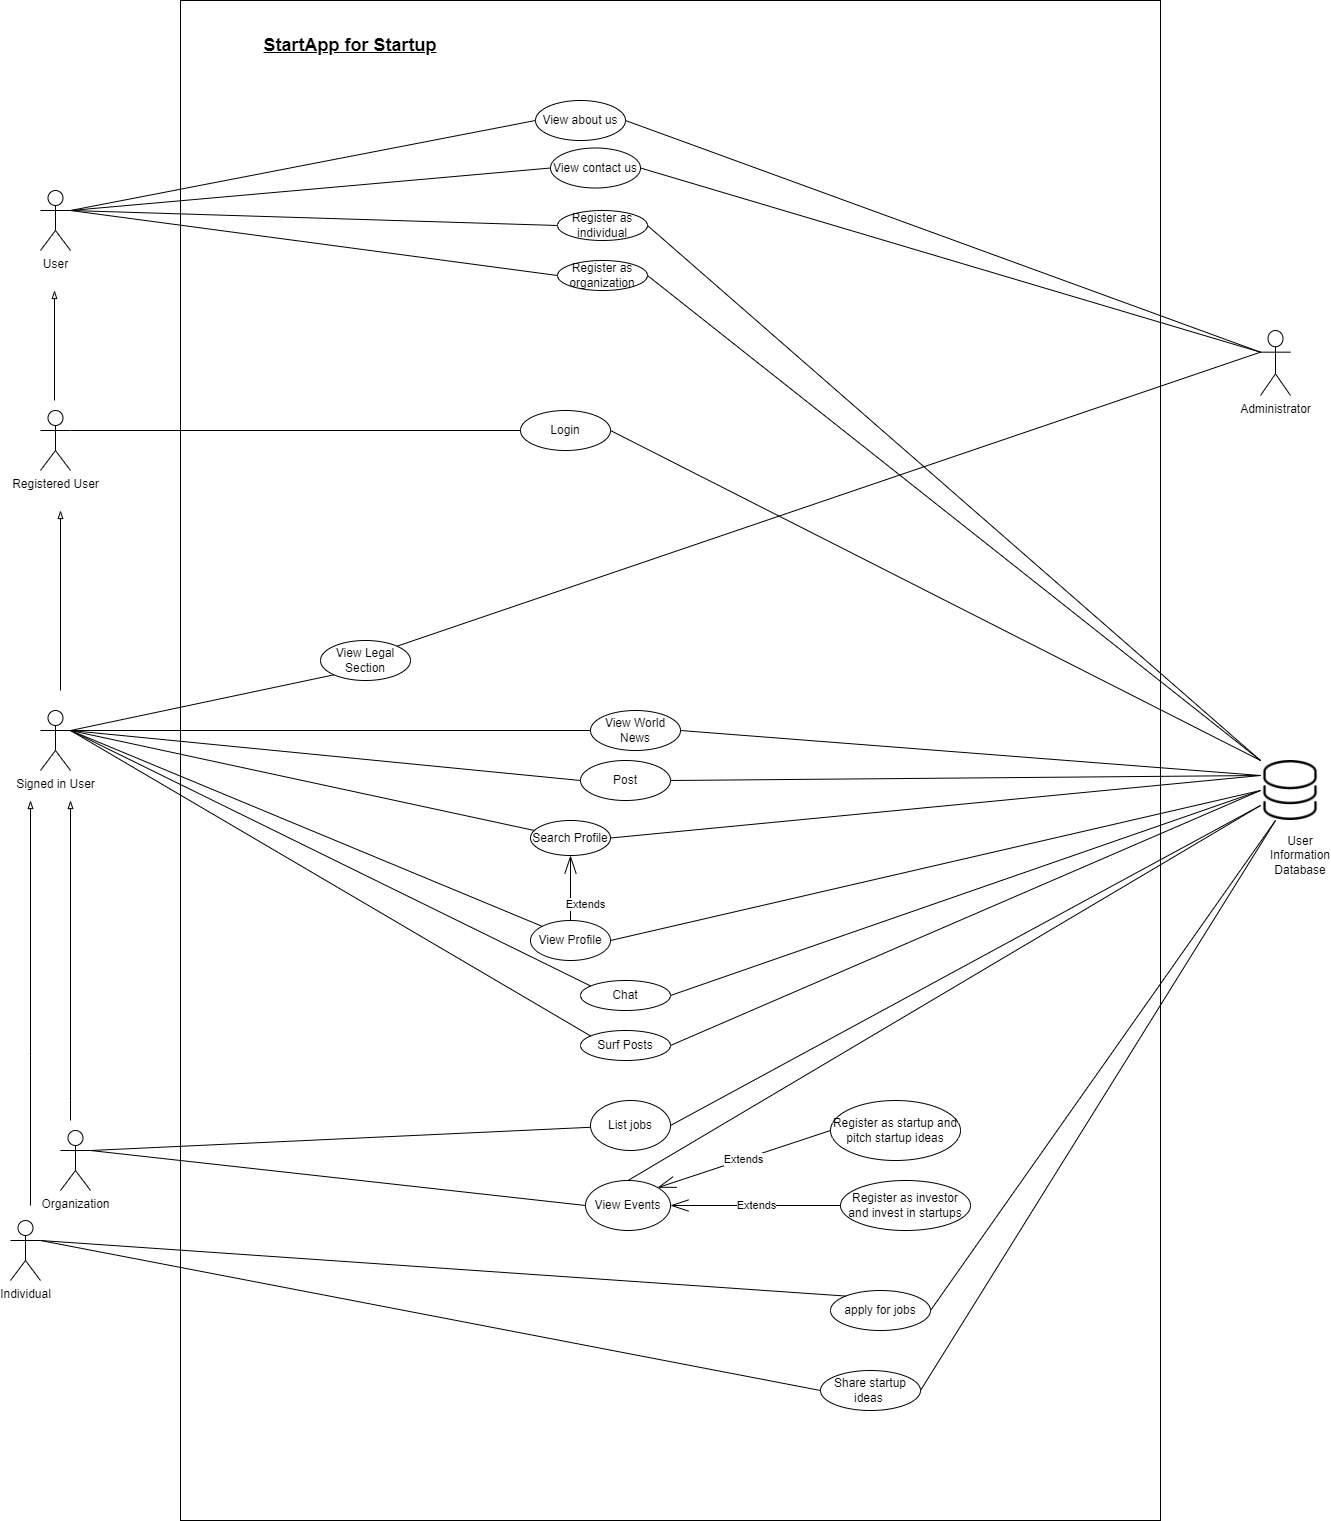 StartApp for Startup
View about us
View contact us
Register as
individual
User
Register as
organization
Administrator
Login
Registered User
View Legal
Section
View World
News
Signed in User
Post
Search Profile
User
Information
Database
Extends
View Profile
Chat
Surf Posts
List jobs
Register as startup and
pitch startup ideas
Extends
Organization
View Events
Extends
Register as investor
and invest in startups
Individual
apply for jobs
Share startup
ideas